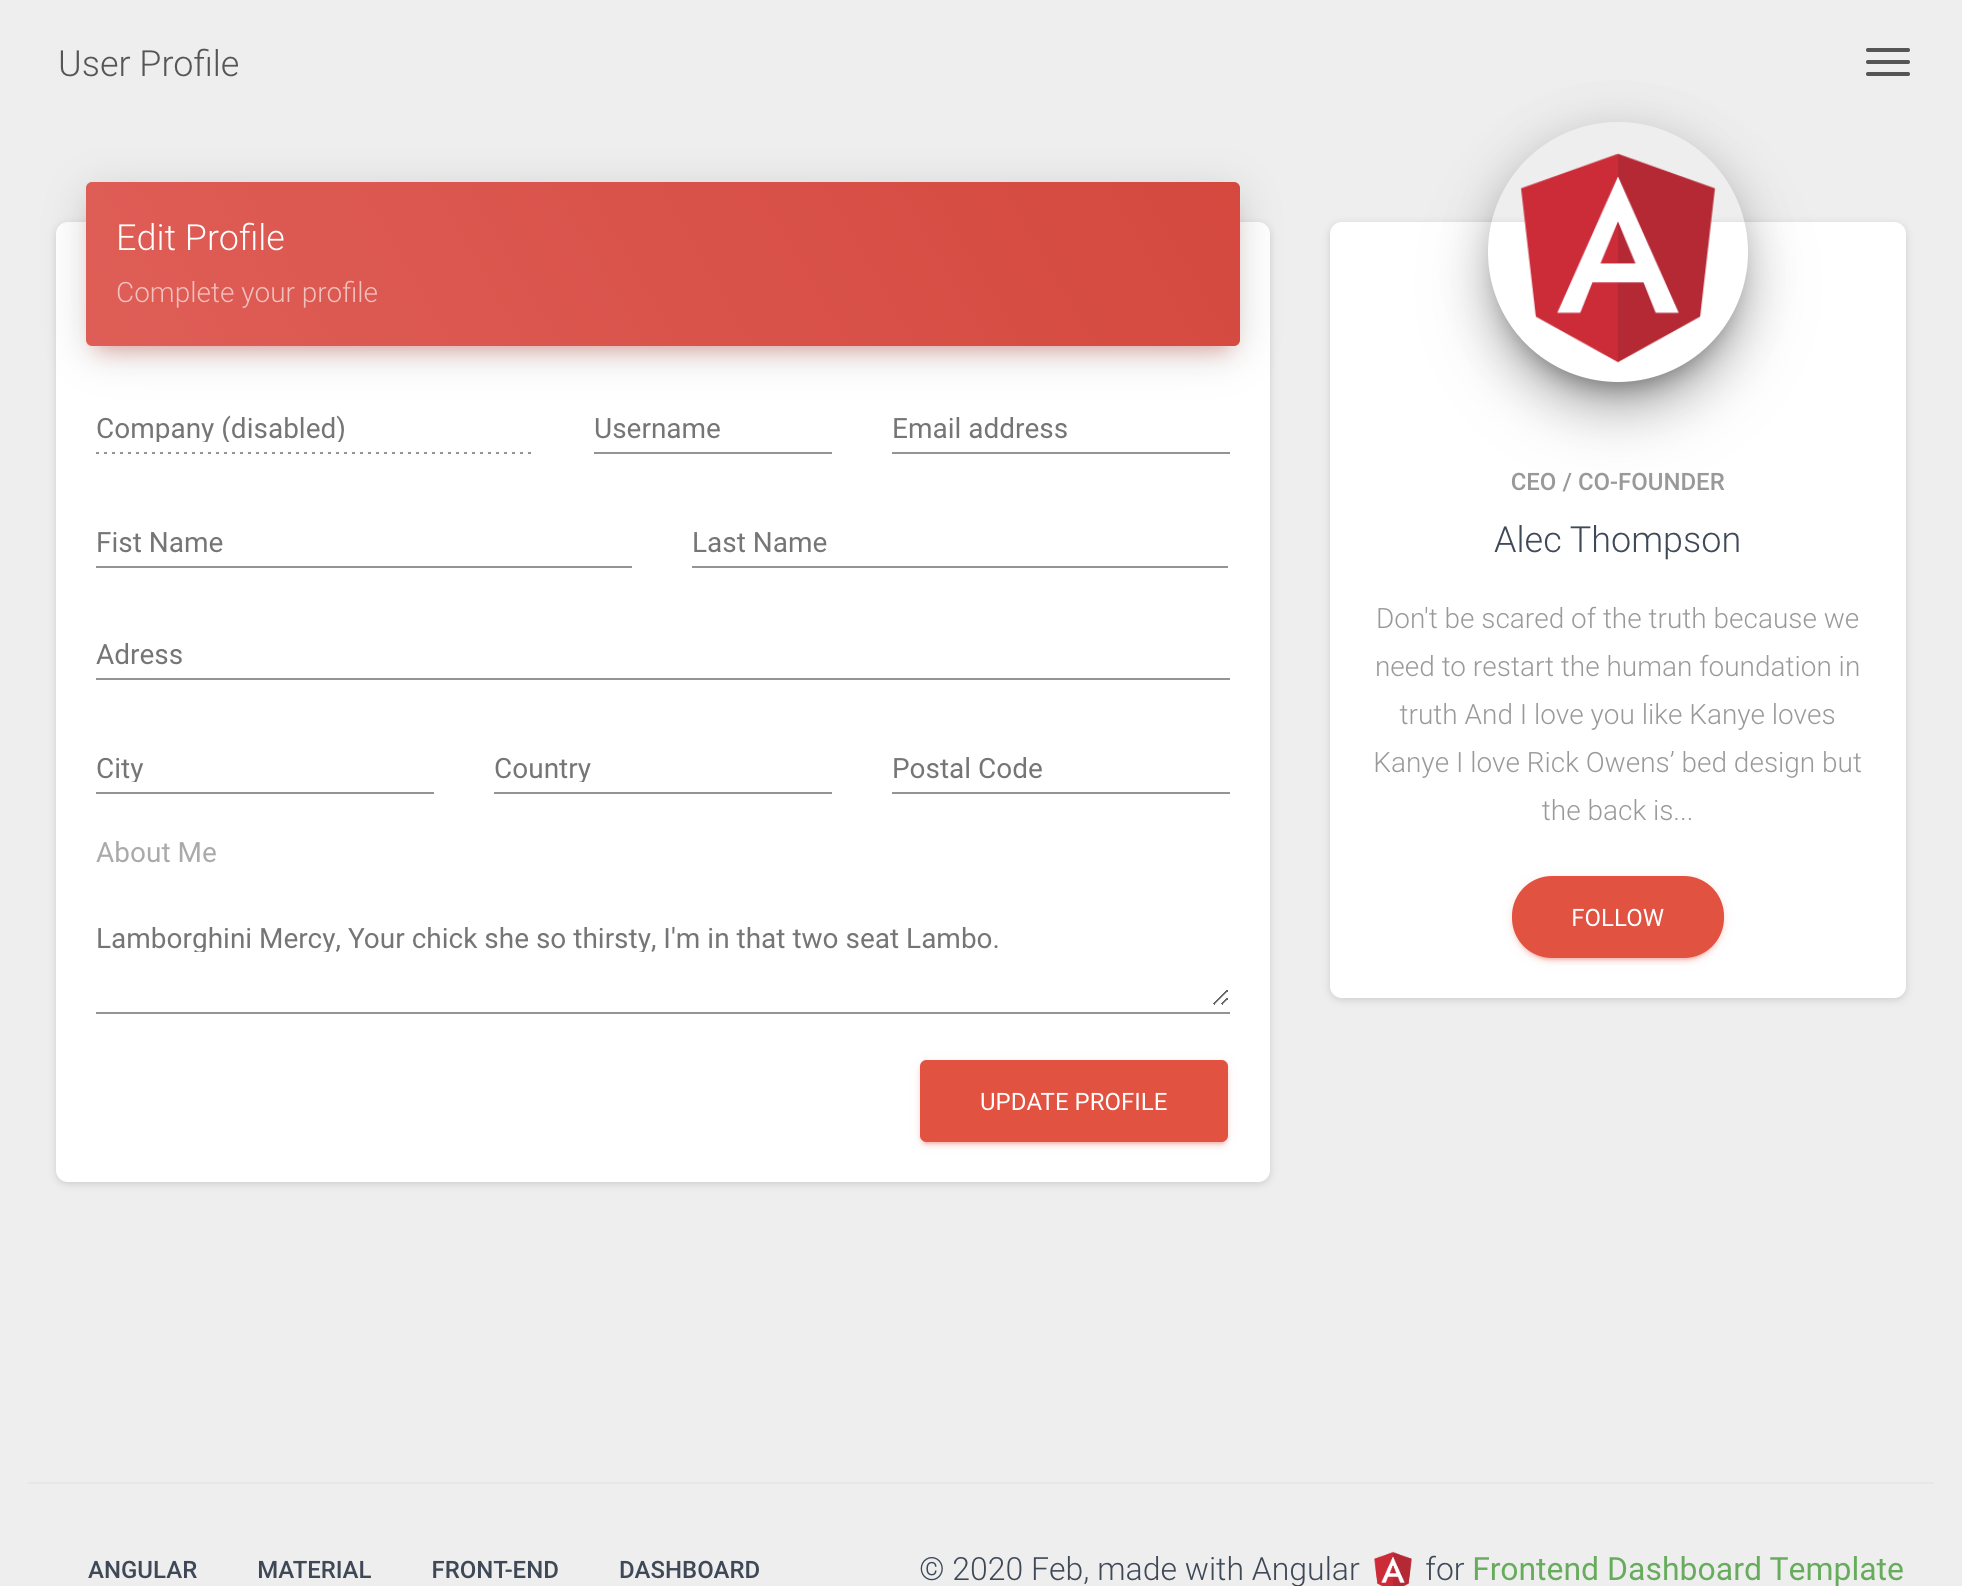 User Profile
Edit Profile
Complete your profile
Company (disabled)
Username
Email address
Fist Name
Last Name
Adress
City
Country
Postal Code
About Me
Lamborghini Mercy, Your chick she so thirsty, I'm in that two seat Lambo.
UPDATE PROFILE
CEO / CO-FOUNDER
Alec Thompson
Don't be scared of the truth because we
need to restart the human foundation in
truth And I love you like Kanye loves
Kanye I love Rick Owens’ bed design but
the back is...
FOLLOW
ANGULAR
MATERIAL
FRONT-END
DASHBOARD
© 2020 Feb, made with Angular for Frontend Dashboard Template